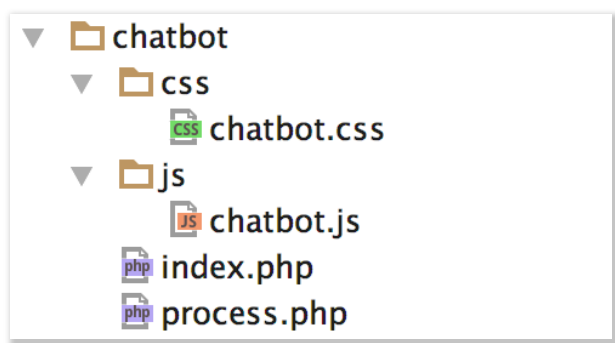 chatbot
css
CSS chatbot.css
js
JS chatbot.js
php index.php
php process.php